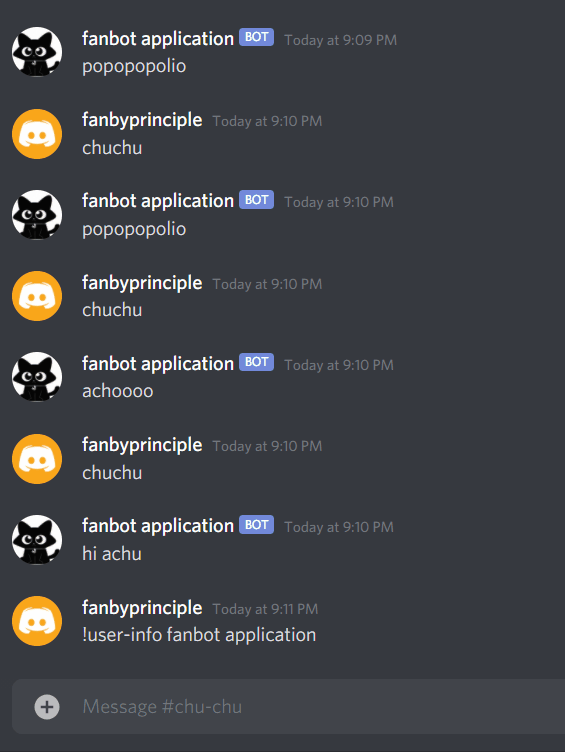 fanbot application BOT Today at 9:09 PM
popopopolio
fanbyprinciple Today at 9:10 PM
chuchu
fanbot application BOT Today at 9:10 PM
popopopolio
fanbyprinciple Today at 9:10 PM
chuchu
fanbot application BOT Today at 9:10 PM
achoooo
fanbyprinciple Today at 9:10 PM
chuchu
fanbot application BOT Today at 9:10 PM
hi achu
fanbyprinciple Today at 9:11 PM
!user-info fanbot application
Message #chu-chu